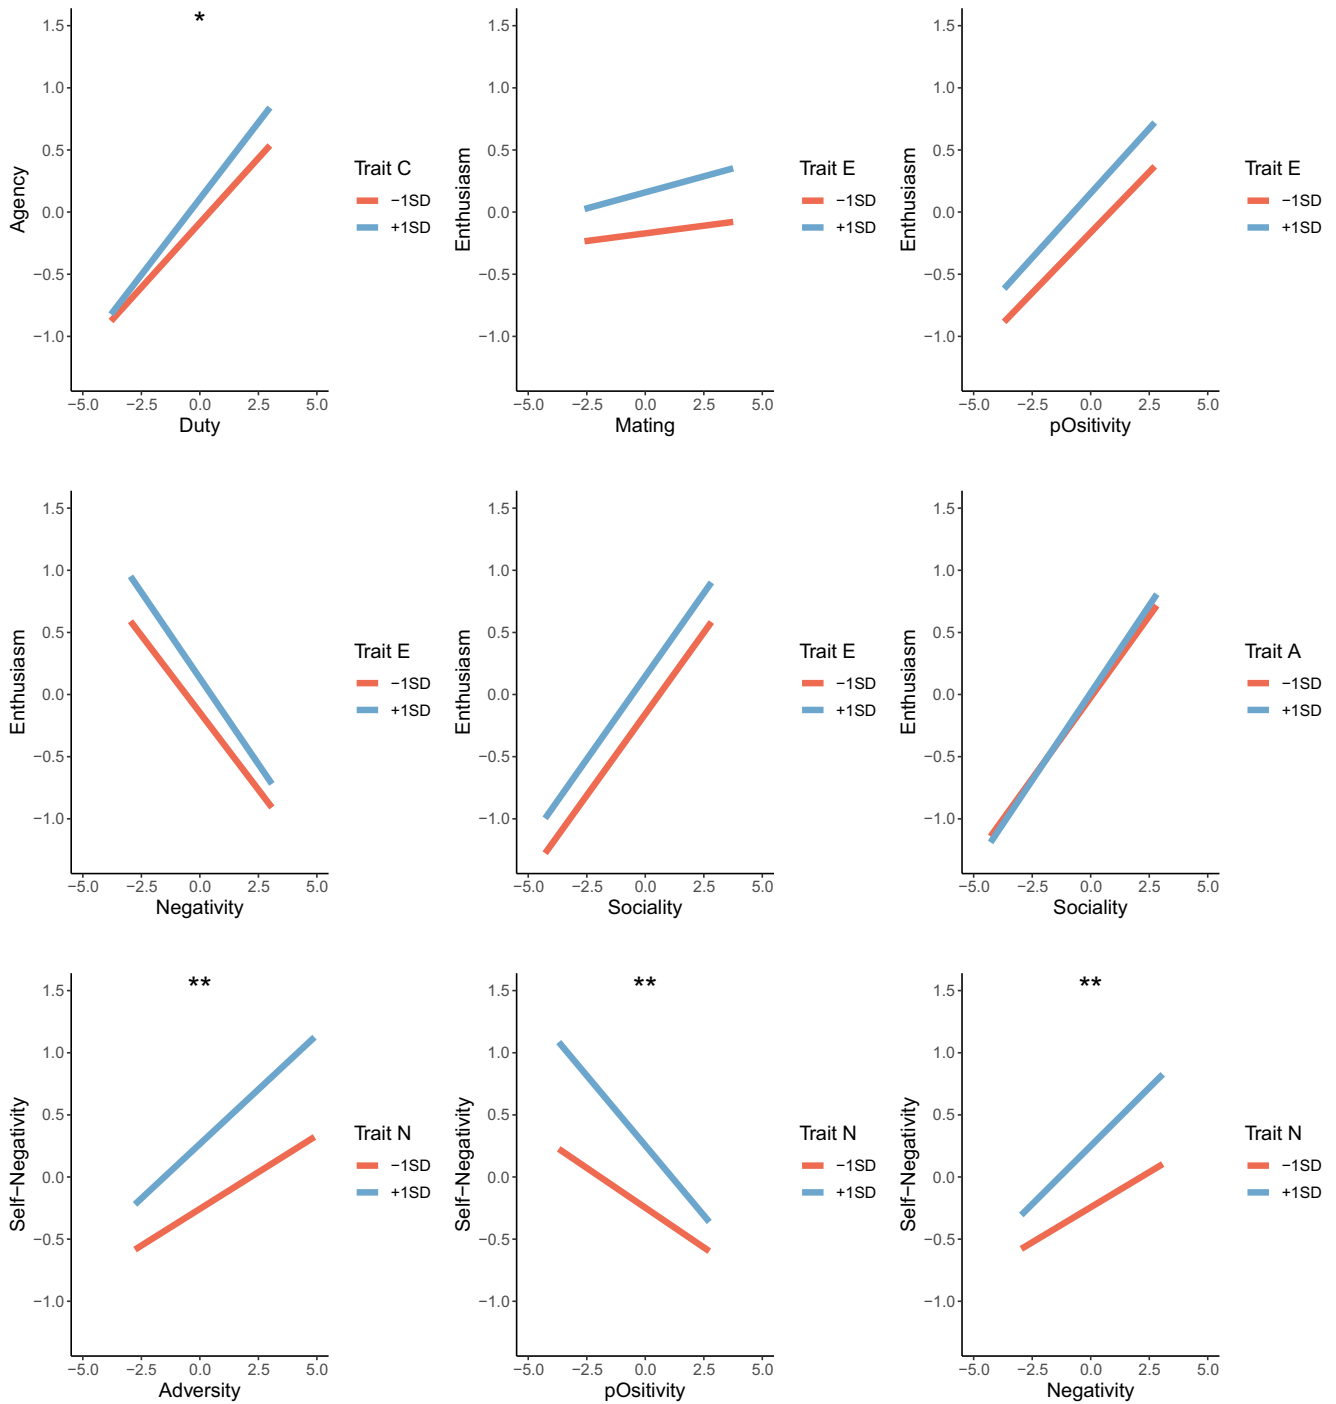 *
1.5
1.0
0.5
0.0
−0.5
−1.0
Agency
−5.0 −2.5 0.0 2.5 5.0
Duty
Trait C
−1SD
+1SD
1.5
1.0
0.5
0.0
−0.5
−1.0
Enthusiasm
−5.0 −2.5 0.0 2.5 5.0
Mating
Trait E
−1SD
+1SD
1.5
1.0
0.5
0.0
−0.5
−1.0
Enthusiasm
−5.0 −2.5 0.0 2.5 5.0
pOsitivity
Trait E
−1SD
+1SD
1.5
1.0
0.5
0.0
−0.5
−1.0
Enthusiasm
−5.0 −2.5 0.0 2.5 5.0
Negativity
Trait E
−1SD
+1SD
1.5
1.0
0.5
0.0
−0.5
−1.0
Enthusiasm
−5.0 −2.5 0.0 2.5 5.0
Sociality
Trait E
−1SD
+1SD
1.5
1.0
0.5
0.0
−0.5
−1.0
Enthusiasm
−5.0 −2.5 0.0 2.5 5.0
Sociality
Trait A
−1SD
+1SD
**
1.5
1.0
0.5
0.0
−0.5
−1.0
Self−Negativity
−5.0 −2.5 0.0 2.5 5.0
Adversity
Trait N
−1SD
+1SD
**
1.5
1.0
0.5
0.0
−0.5
−1.0
Self−Negativity
−5.0 −2.5 0.0 2.5 5.0
pOsitivity
Trait N
−1SD
+1SD
**
1.5
1.0
0.5
0.0
−0.5
−1.0
Self−Negativity
−5.0 −2.5 0.0 2.5 5.0
Negativity
Trait N
−1SD
+1SD